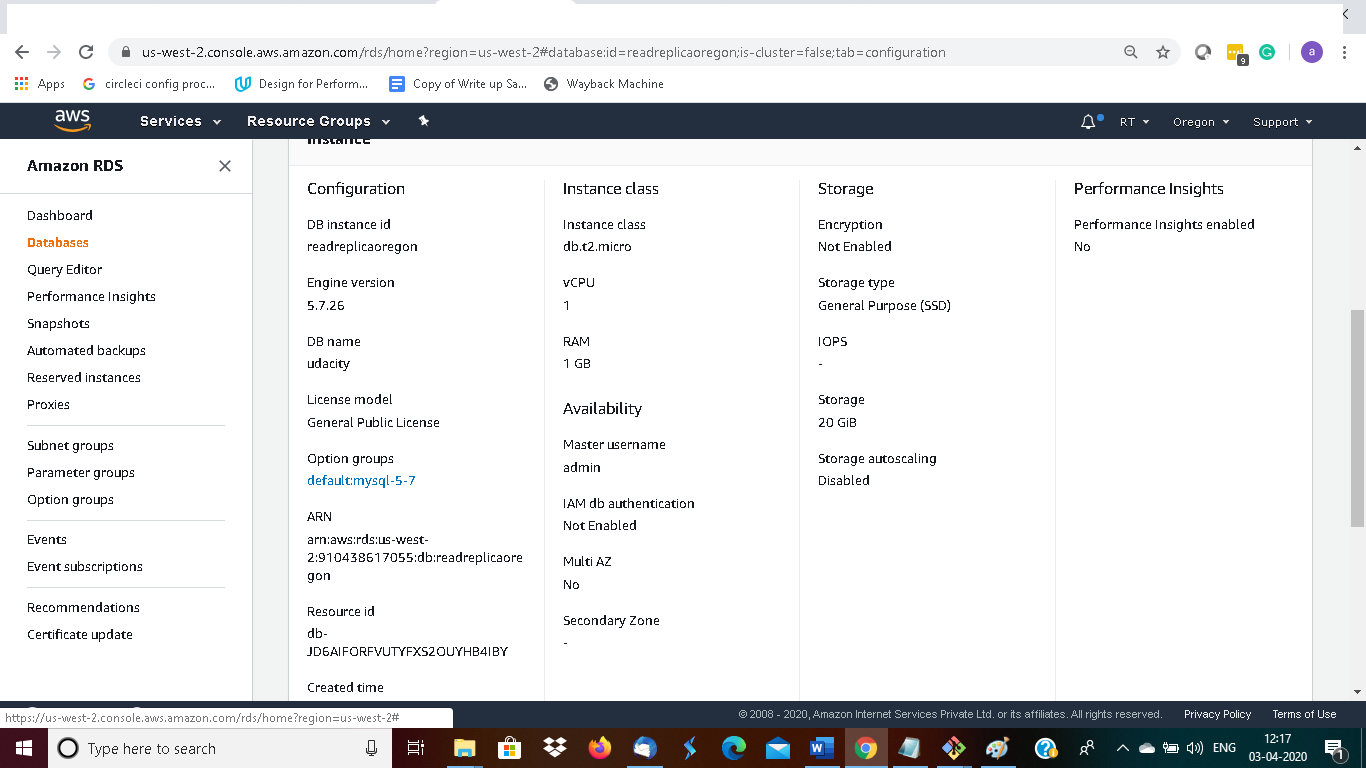 us-west-2.console.aws.amazon.com/rds/home?region=us-west-2#database:id=readreplicaoregon;is-cluster=false;tab=configuration
9
a
Apps
circleci config proc...
Design for Perform...
Copy of Write up Sa...
Wayback Machine
aws
Services
Resource Groups
RT
Oregon
Support
Amazon RDS
Dashboard
Databases
Query Editor
Performance Insights
Snapshots
Automated backups
Reserved instances
Proxies
Subnet groups
Parameter groups
Option groups
Events
Event subscriptions
Recommendations
Certificate update
Instance
Configuration
DB instance id
readreplicaoregon
Engine version
5.7.26
DB name
udacity
License model
General Public License
Option groups
default:mysql-5-7
ARN
arn:aws:rds:us-west-
2:910438617055:db:readreplicaore
gon
Resource id
db-
JD6AIFORFVUTYFXS2OUYHB4IBY
Created time
Instance class
Instance class
db.t2.micro
vCPU
1
RAM
1 GB
Availability
Master username
admin
IAM db authentication
Not Enabled
Multi AZ
No
Secondary Zone
-
Storage
Encryption
Not Enabled
Storage type
General Purpose (SSD)
IOPS
-
Storage
20 GiB
Storage autoscaling
Disabled
Performance Insights
Performance Insights enabled
No
https://us-west-2.console.aws.amazon.com/rds/home?region=us-west-2#
© 2008 - 2020, Amazon Internet Services Private Ltd. or its affiliates. All rights reserved.
Privacy Policy
Terms of Use
Type here to search
ENG
12:17
03-04-2020
1